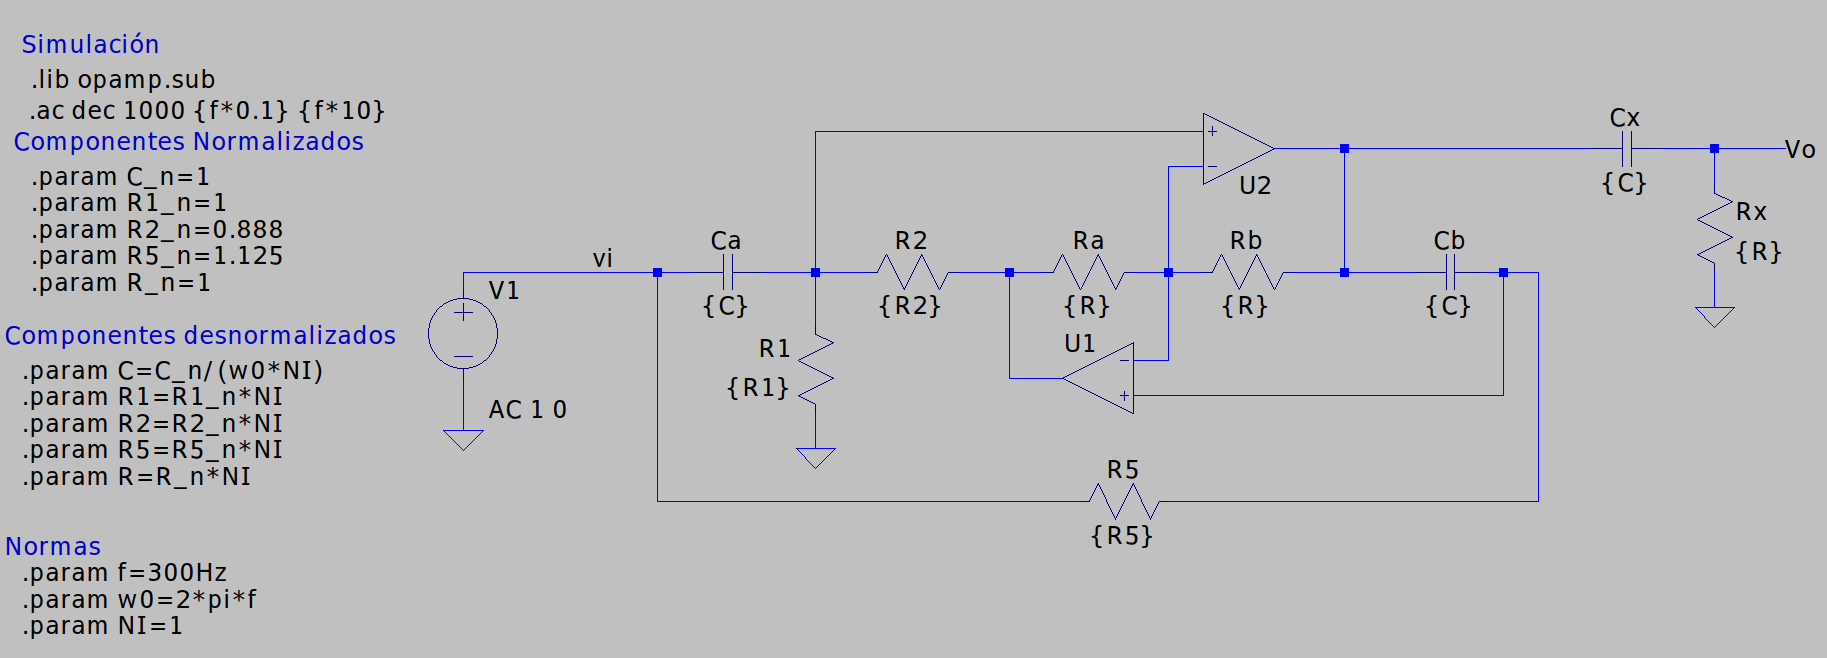 Simulación
.lib opamp.sub
.ac dec 1000 {f*0.1} {f*10}
Componentes Normalizados
.param C_n=1
.param R1_n=1
.param R2_n=0.888
.param R5_n=1.125
.param R_n=1
Componentes desnormalizados
.param C=C_n/(w0*NI)
.param R1=R1_n*NI
.param R2=R2_n*NI
.param R5=R5_n*NI
.param R=R_n*NI
Normas
.param f=300Hz
.param w0=2*pi*f
.param NI=1
V1
AC 1 0
vi
Ca
{C}
R1
{R1}
R2
{R2}
Ra
{R}
U1
Rb
{R}
U2
Cb
{C}
R5
{R5}
Cx
{C}
Vo
Rx
{R}